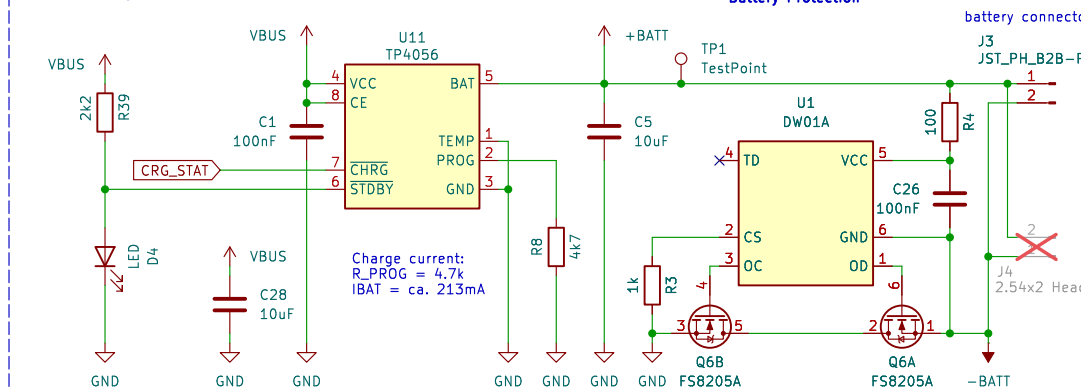 Battery Protection
battery connecto
VBUS
+BATT
U11
TP4056
TP1
TestPoint
J3
JST_PH_B2B-P
VBUS
4
VCC
BAT
5
1
8
CE
2
2k2
R39
C1
100nF
C5
10uF
U1
DW01A
100
R4
TEMP
1
4
TD
VCC
5
PROG
2
CRG_STAT
7
CHRG
6
STDBY
GND
3
C26
100nF
2
CS
GND
6
2
LED
D4
VBUS
R8
4k7
Charge current:
R_PROG = 4.7k
IBAT = ca. 213mA
3
OC
OD
1
J4
2.54x2 Head
1k
R3
4
6
C28
10uF
3
5
2
1
Q6B
FS8205A
Q6A
FS8205A
GND
GND
GND
GND
GND
GND
GND
-BATT